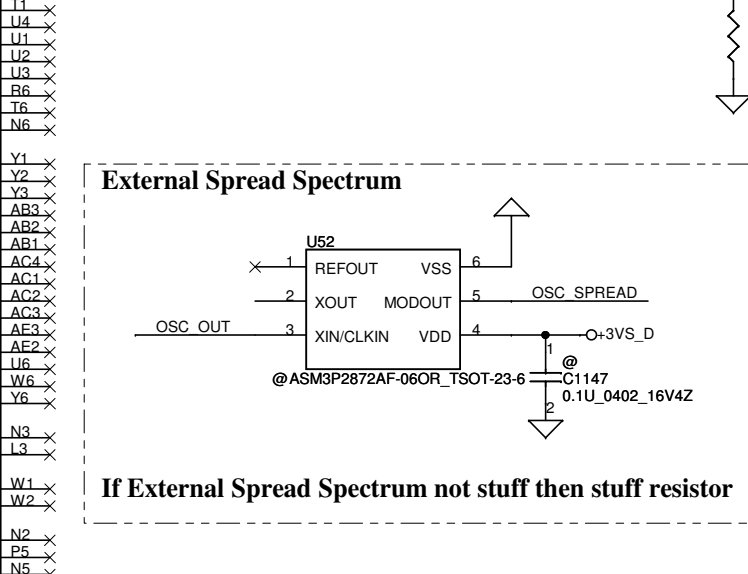 T1
U4
U1
U2
U3
R6
T6
N6
Y1
Y2
Y3
AB3
AB2
AB1
AC4
AC1
AC2
AC3
AE3
AE2
U6
W6
Y6
N3
L3
W1
W2
N2
P5
N5
External Spread Spectrum
U52
1 REFOUT VSS 6
2 XOUT MODOUT 5 OSC_SPREAD
OSC_OUT 3 XIN/CLKIN VDD 4 +3VS_D
1
@
@ASM3P2872AF-06OR_TSOT-23-6 C1147
0.1U_0402_16V4Z
2
If External Spread Spectrum not stuff then stuff resistor